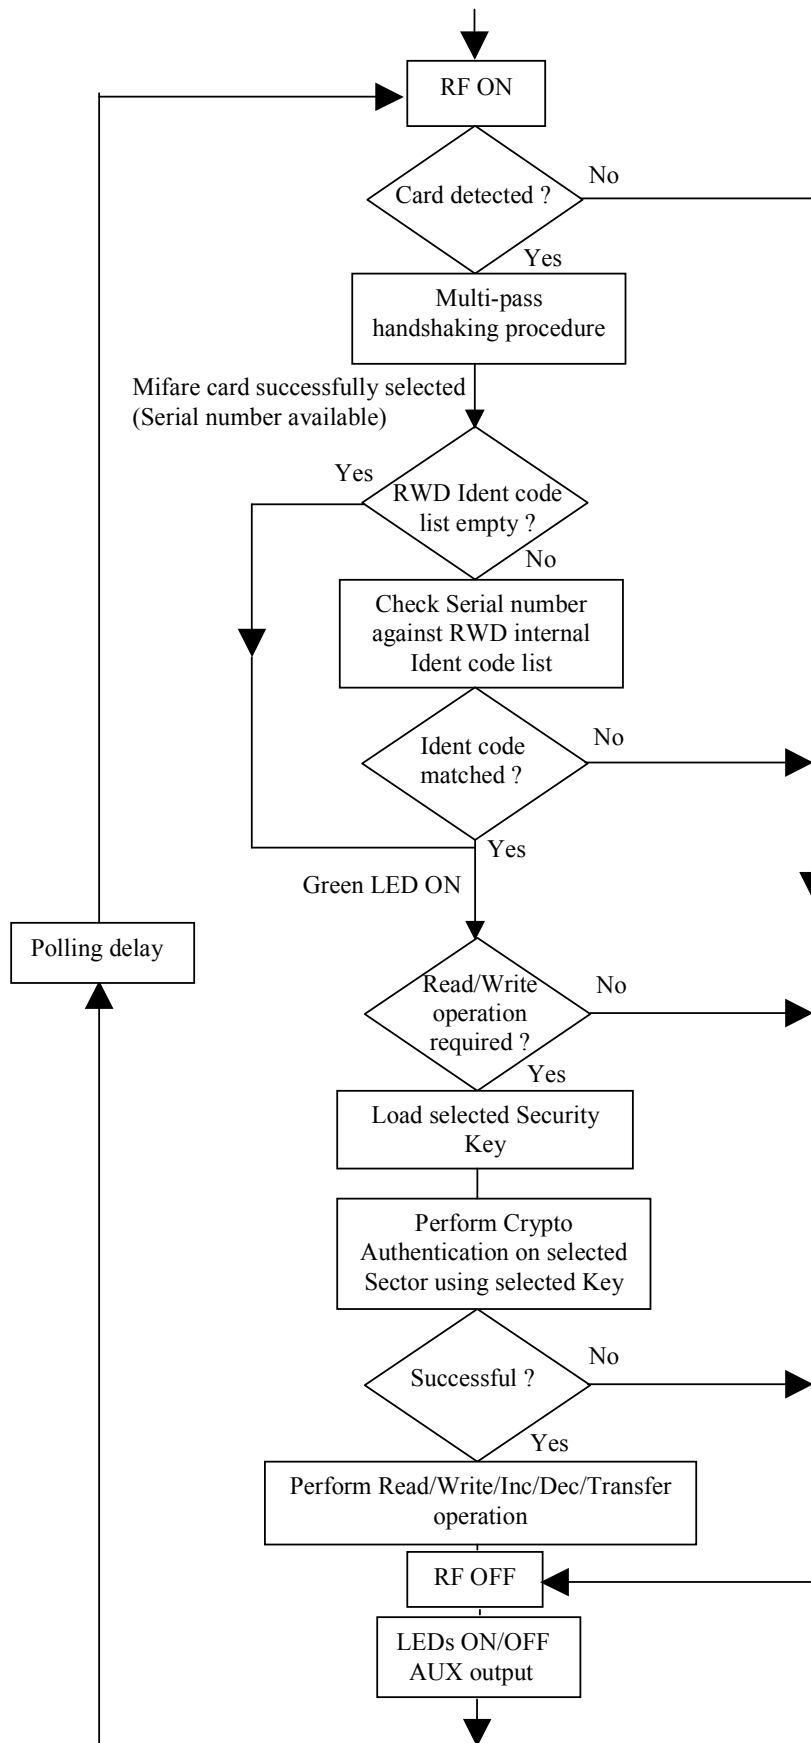 RF ON
No
Card detected ?
Yes
Multi-pass
handshaking procedure
Mifare card successfully selected
(Serial number available)
Yes
RWD Ident code
list empty ?
No
Check Serial number
against RWD internal
Ident code list
Ident code
matched ?
No
Yes
Green LED ON
Polling delay
Read/Write
operation
required ?
No
Yes
Load selected Security
Key
Perform Crypto
Authentication on selected
Sector using selected Key
No
Successful ?
Yes
Perform Read/Write/Inc/Dec/Transfer
operation
RF OFF
LEDs ON/OFF
AUX output